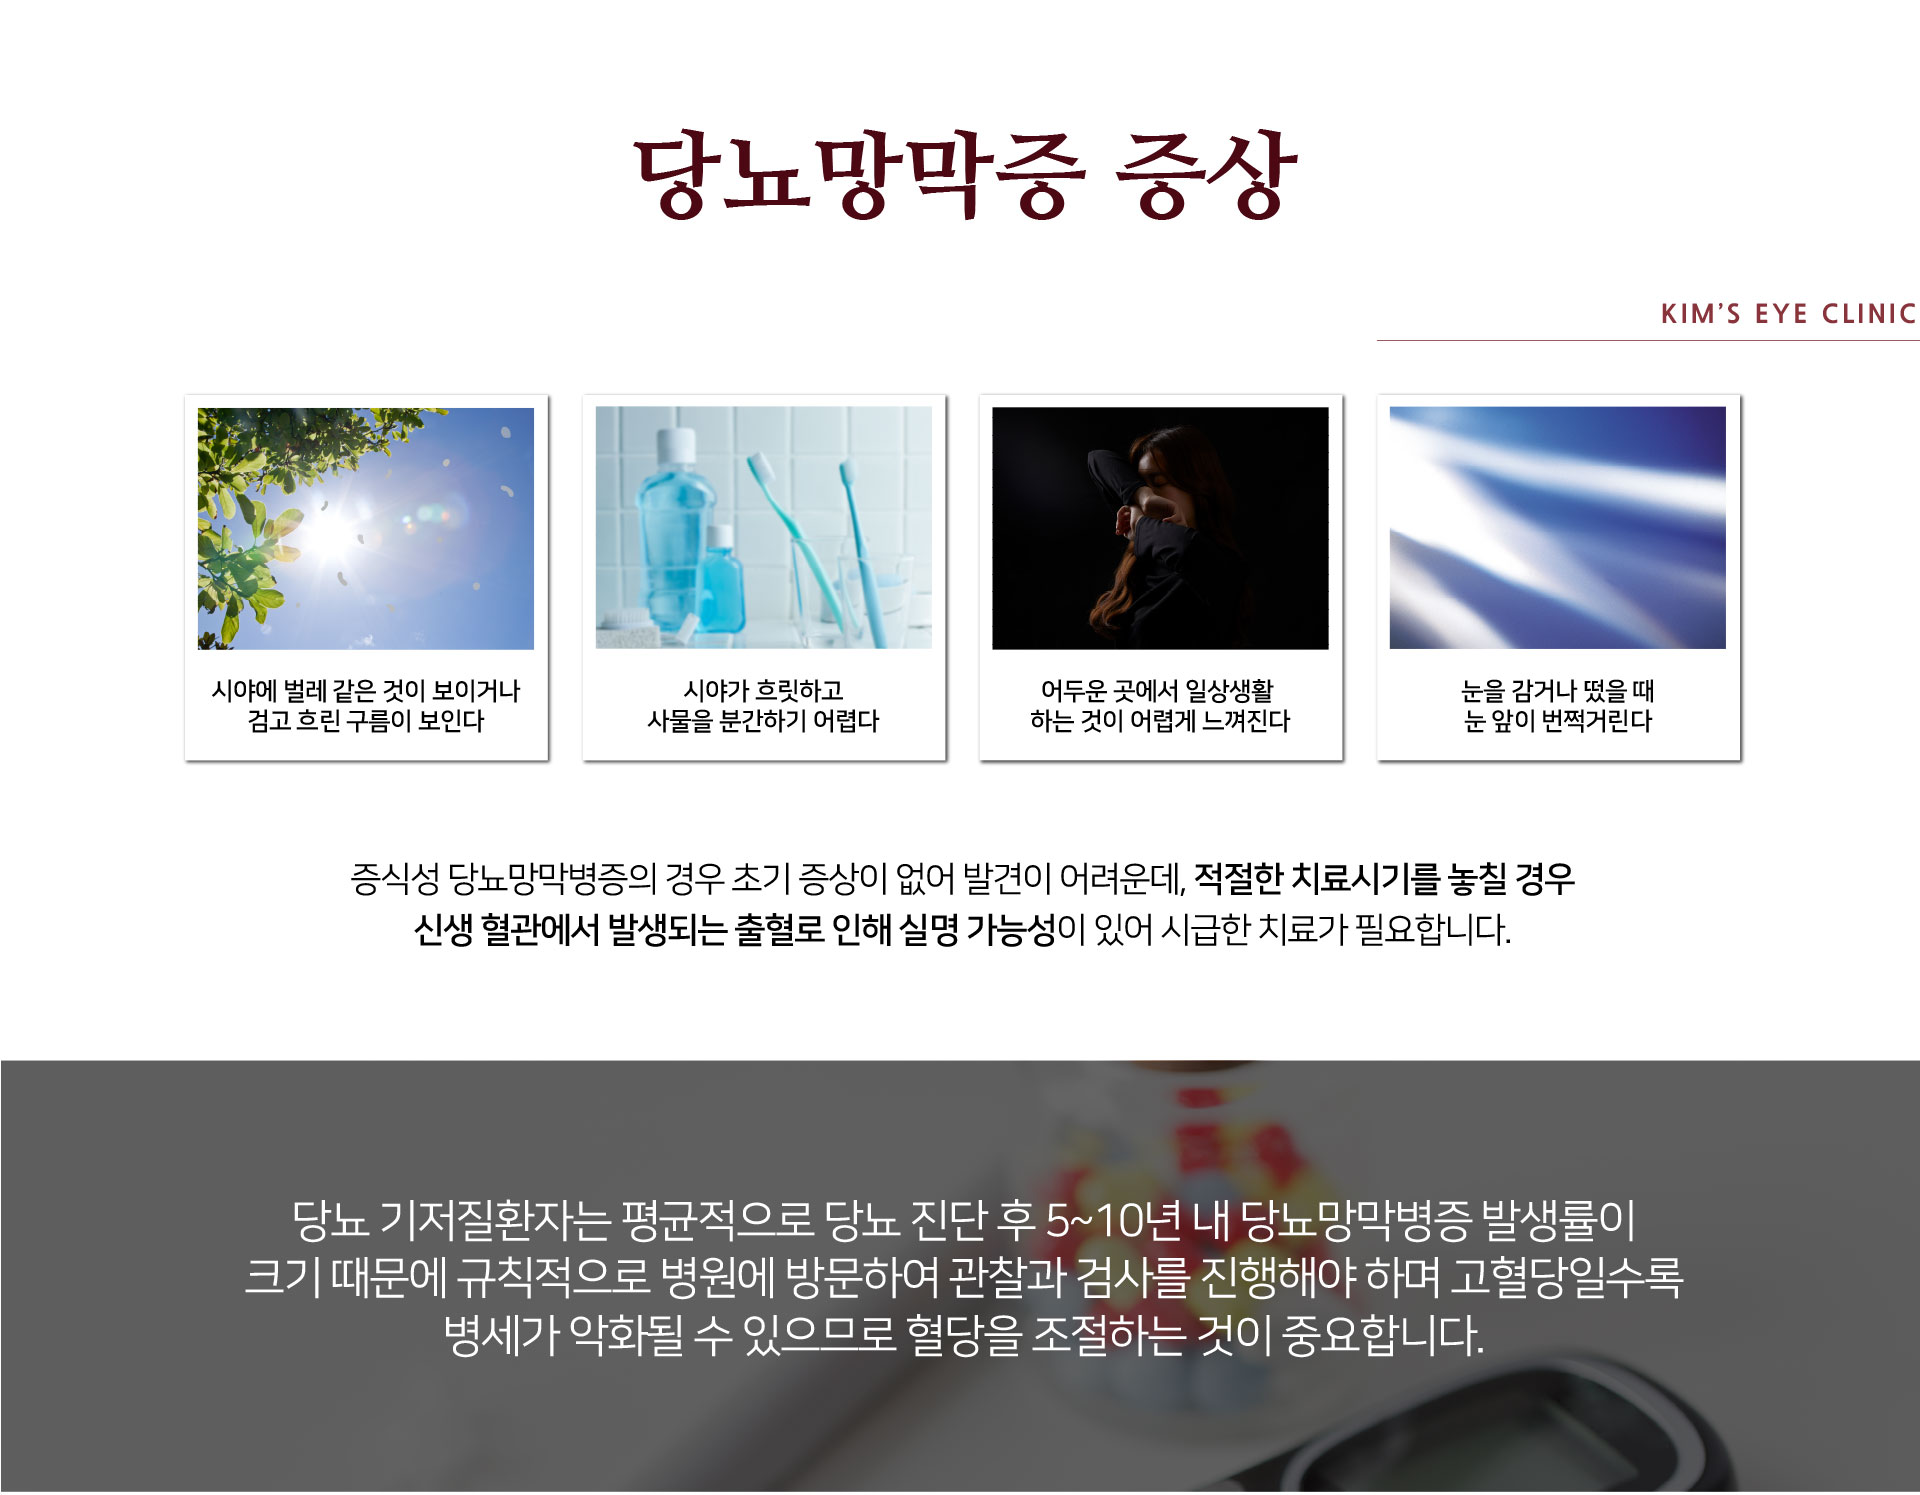 당뇨망막증 증상
KIM'S EYE CLINIC
시야에 벌레 같은 것이 보이거나
검고 흐린 구름이 보인다
시야가 흐릿하고
사물을 분간하기 어렵다
어두운 곳에서 일상생활
하는 것이 어렵게 느껴진다
눈을 감거나 떴을 때
눈 앞이 번쩍거린다
증식성 당뇨망막병증의 경우 초기 증상이 없어 발견이 어려운데, 적절한 치료시기를 놓칠 경우
신생 혈관에서 발생되는 출혈로 인해 실명 가능성이 있어 시급한 치료가 필요합니다.
당뇨 기저질환자는 평균적으로 당뇨 진단 후 5~10년 내 당뇨망막병증 발생률이
크기 때문에 규칙적으로 병원에 방문하여 관찰과 검사를 진행해야 하며 고혈당일수록
병세가 악화될 수 있으므로 혈당을 조절하는 것이 중요합니다.